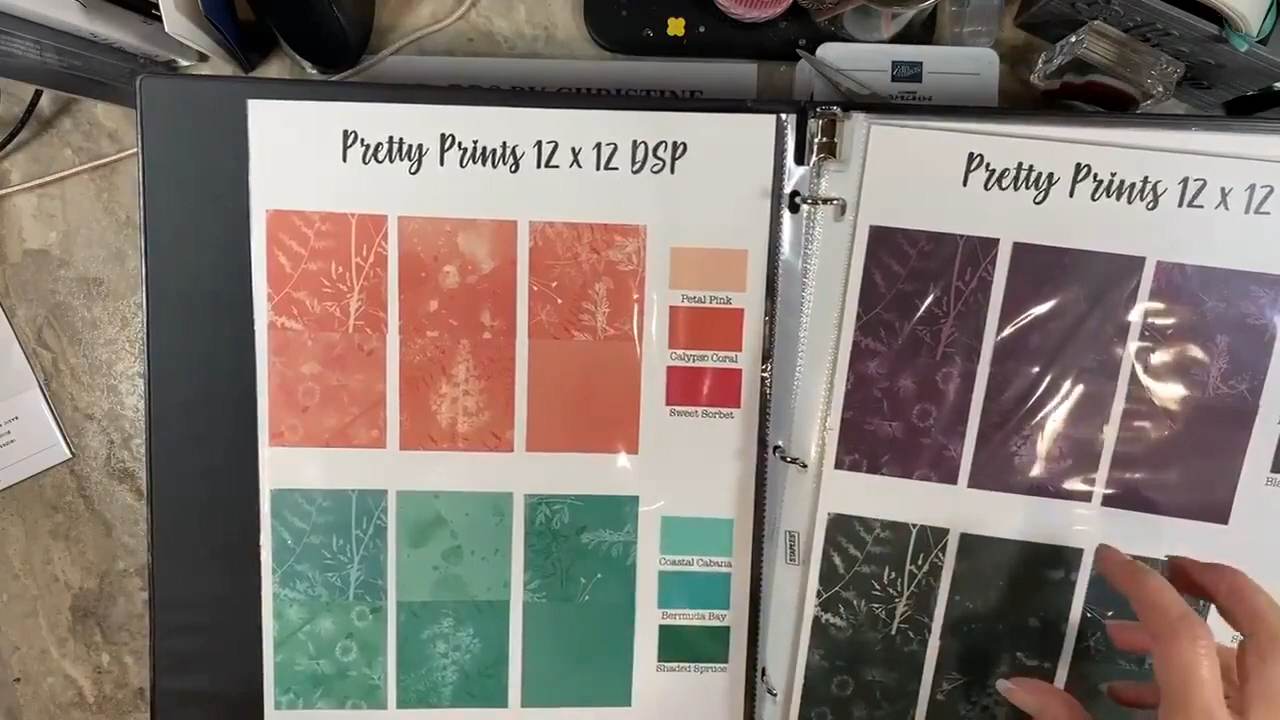 Pretty Prints 12 x 12 DSP
Petal Pink
Calypso Coral
Sweet Sorbet
Coastal Cabana
Bermuda Bay
Shaded Spruce
STAPLES
Pretty Prints 12 x 12